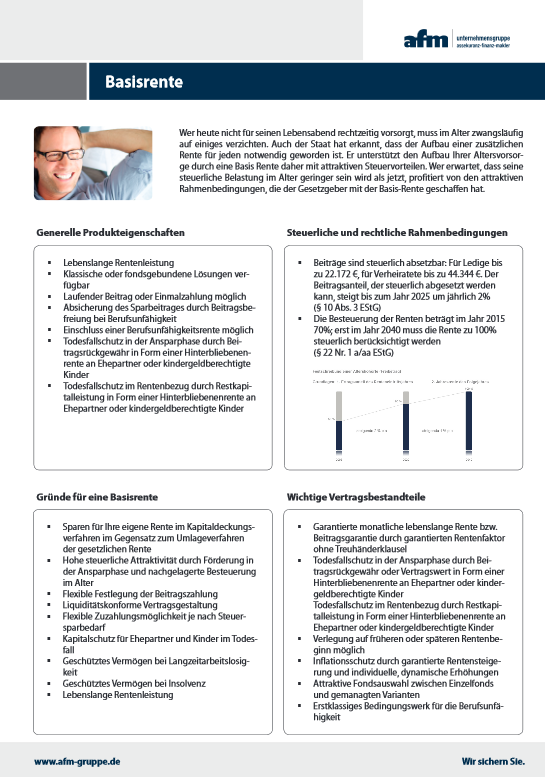 afm
unternehmensgruppe
assekuranz-finanz-makler
Basisrente
Wer heute nicht für seinen Lebensabend rechtzeitig vorsorgt, muss im Alter zwangsläufig
auf einiges verzichten. Auch der Staat hat erkannt, dass der Aufbau einer zusätzlichen
Rente für jeden notwendig geworden ist. Er unterstützt den Aufbau Ihrer Altersvorsor-
ge durch eine Basis Rente daher mit attraktiven Steuervorteilen. Wer erwartet, dass seine
steuerliche Belastung im Alter geringer sein wird als jetzt, profitiert von den attraktiven
Rahmenbedingungen, die der Gesetzgeber mit der Basis-Rente geschaffen hat.
Generelle Produkteigenschaften
▪ Lebenslange Rentenleistung
▪ Klassische oder fondsgebundene Lösungen ver-
fügbar
▪ Laufender Beitrag oder Einmalzahlung möglich
▪ Absicherung des Sparbeitrages durch Beitragsbe-
freiung bei Berufsunfähigkeit
▪ Einschluss einer Berufsunfähigkeitsrente möglich
▪ Todesfallschutz in der Ansparphase durch Bei-
tragsrückgewähr in Form einer Hinterbliebenen-
rente an Ehepartner oder kindergeldberechtigte
Kinder
▪ Todesfallschutz im Rentenbezug durch Restkapi-
talleistung in Form einer Hinterbliebenenrente an
Ehepartner oder kindergeldberechtigte Kinder
Steuerliche und rechtliche Rahmenbedingungen
▪ Beiträge sind steuerlich absetzbar: Für Ledige bis
zu 22.172 €, für Verheiratete bis zu 44.344 €. Der
Beitragsanteil, der steuerlich abgesetzt werden
kann, steigt bis zum Jahr 2025 um jährlich 2%
(§ 10 Abs. 3 EStG)
▪ Die Besteuerung der Renten beträgt im Jahr 2015
70%; erst im Jahr 2040 muss die Rente zu 100%
steuerlich berücksichtigt werden
(§ 22 Nr. 1 a/aa EStG)
Gründe für eine Basisrente
▪ Sparen für Ihre eigene Rente im Kapitaldeckungs-
verfahren im Gegensatz zum Umlageverfahren
der gesetzlichen Rente
▪ Hohe steuerliche Attraktivität durch Förderung in
der Ansparphase und nachgelagerte Besteuerung
im Alter
▪ Flexible Festlegung der Beitragszahlung
▪ Liquiditätskonforme Vertragsgestaltung
▪ Flexible Zuzahlungsmöglichkeit je nach Steuer-
sparbedarf
▪ Kapitalschutz für Ehepartner und Kinder im Todes-
fall
▪ Geschütztes Vermögen bei Langzeitarbeitslosig-
keit
▪ Geschütztes Vermögen bei Insolvenz
▪ Lebenslange Rentenleistung
Wichtige Vertragsbestandteile
▪ Garantierte monatliche lebenslange Rente bzw.
Beitragsgarantie durch garantierten Rentenfaktor
ohne Treuhänderklausel
▪ Todesfallschutz in der Ansparphase durch Bei-
tragsrückgewähr oder Vertragswert in Form einer
Hinterbliebenenrente an Ehepartner oder kinder-
geldberechtigte Kinder
Todesfallschutz im Rentenbezug durch Restkapi-
talleistung in Form einer Hinterbliebenenrente an
Ehepartner oder kindergeldberechtigte Kinder
▪ Verlegung auf früheren oder späteren Rentenbe-
ginn möglich
▪ Inflationsschutz durch garantierte Rentensteige-
rung und individuelle, dynamische Erhöhungen
▪ Attraktive Fondsauswahl zwischen Einzelfonds
und gemanagten Varianten
▪ Erstklassiges Bedingungswerk für die Berufsunfä-
higkeit
www.afm-gruppe.de
Wir sichern Sie.